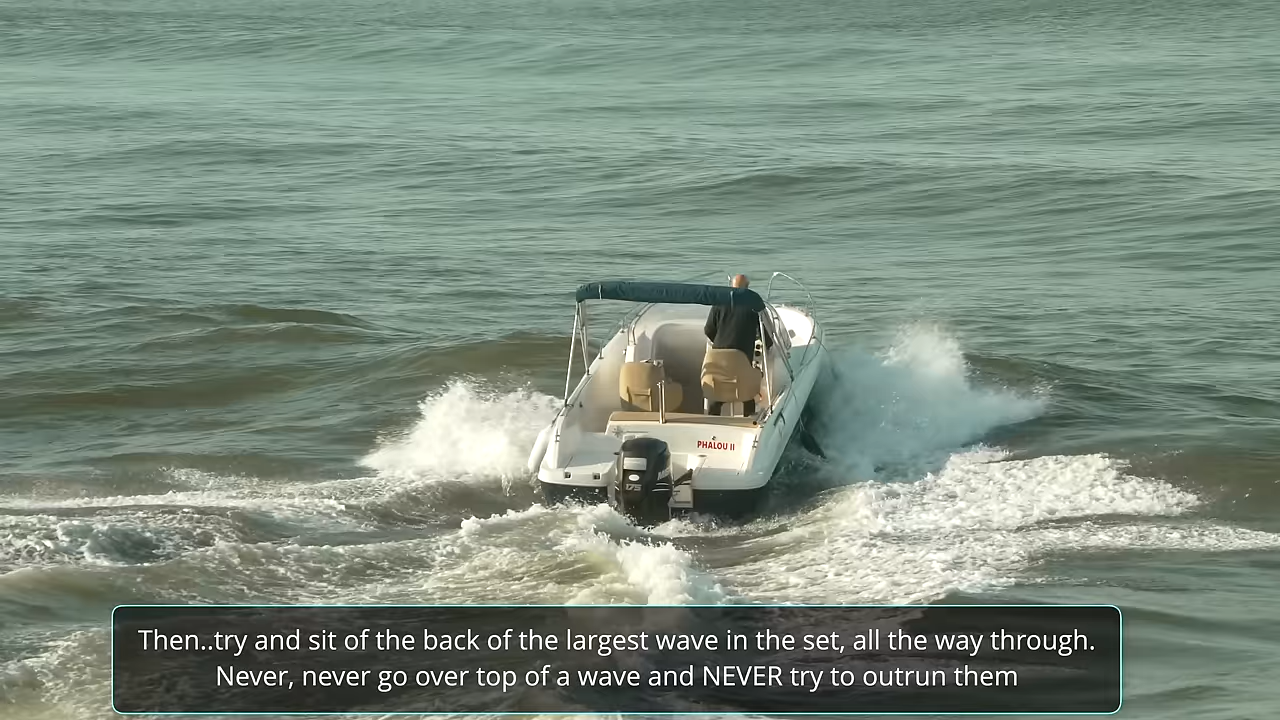 PHALOU II
175
Then..try and sit of the back of the largest wave in the set, all the way through.
Never, never go over top of a wave and NEVER try to outrun them